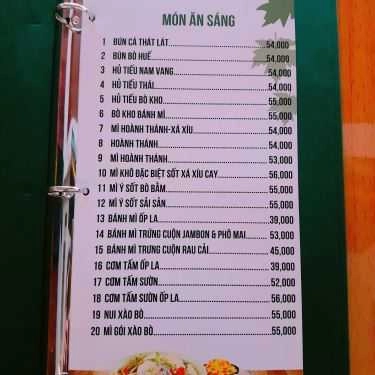 MÓN ĂN SÁNG
1 BÚN CÁ THÁT LÁT 54,000
2 BÚN BÒ HUẾ 54,000
3 HỦ TIẾU NAM VANG 54,000
4 HỦ TIẾU THÁI 54,000
5 HỦ TIẾU BÒ KHO 55,000
6 BÒ KHO BÁNH MÌ 55,000
7 MÌ HOÀNH THÁNH-XÁ XÍU 54,000
8 HOÀNH THÁNH 54,000
9 MÌ HOÀNH THÁNH 53,000
10 MÌ KHÔ ĐẶC BIỆT SỐT XÁ XÍU CAY 56,000
11 MÌ Ý SỐT BÒ BẰM 55,000
12 MÌ Ý SỐT SẢI SẢN 55,000
13 BÁNH MÌ ỐP LA 39,000
14 BÁNH MÌ TRỨNG CUỘN JAMBON & PHÔ MAI 53,000
15 BÁNH MÌ TRƯNG CUỘN RAU CẢI 45,000
16 CƠM TẤM ỐP LA 39,000
17 CƠM TẤM SƯỜN 52,000
18 CƠM TẤM SƯỜN ỐP LA 56,000
19 NUI XÀO BÒ 55,000
20 MÌ GÓI XÀO BÒ 55,000